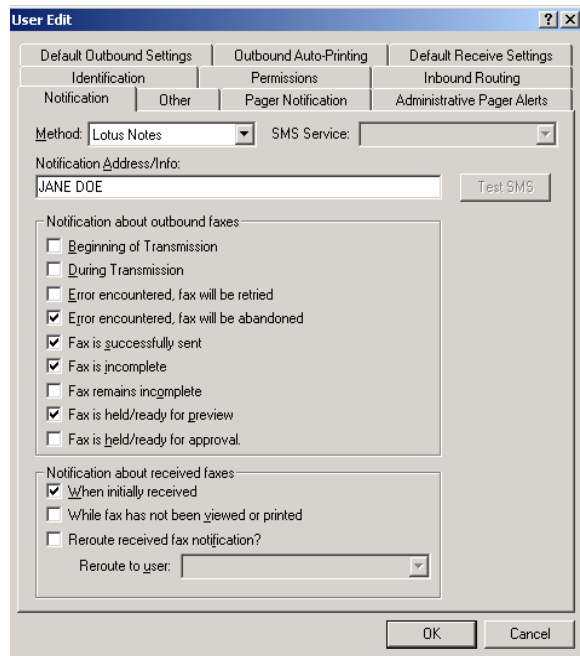 User Edit
Default Outbound Settings Outbound Auto-Printing Default Receive Settings
Identification Permissions Inbound Routing
Notification Other Pager Notification Administrative Pager Alerts
Method: Lotus Notes SMS Service:
Notification Address/Info:
JANE DOE Test SMS
Notification about outbound faxes
Beginning of Transmission
During Transmission
Error encountered, fax will be retried
Error encountered, fax will be abandoned
Fax is successfully sent
Fax is incomplete
Fax remains incomplete
Fax is held/ready for preview
Fax is held/ready for approval.
Notification about received faxes
When initially received
While fax has not been viewed or printed
Reroute received fax notification?
Reroute to user:
OK Cancel